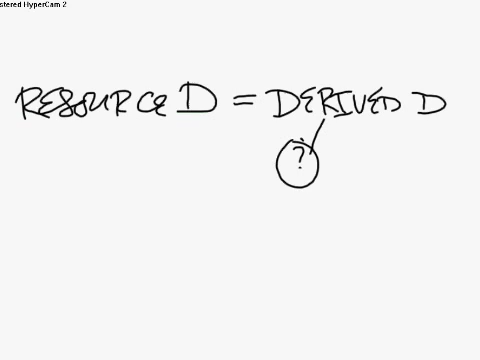 stered HyperCam 2
RESOURCE D = DERIVED D
?